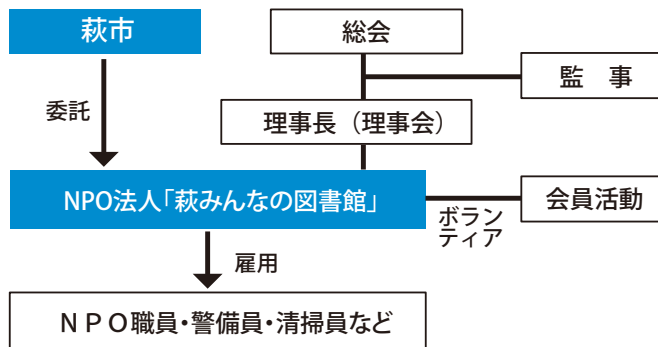 萩市
総会
監　事
委託
理事長（理事会）
NPO法人「萩みんなの図書館」
会員活動
ボラン
ティア
雇用
ＮＰＯ職員・警備員・清掃員など